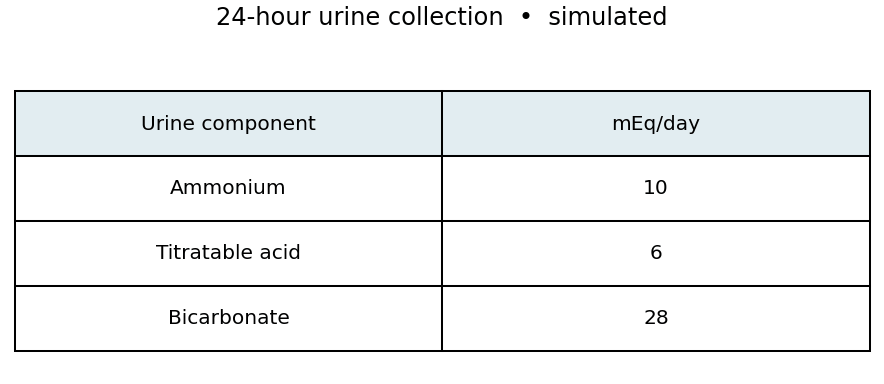 24-hour urine collection • simulated
Urine component mEq/day
Ammonium 10
Titratable acid 6
Bicarbonate 28